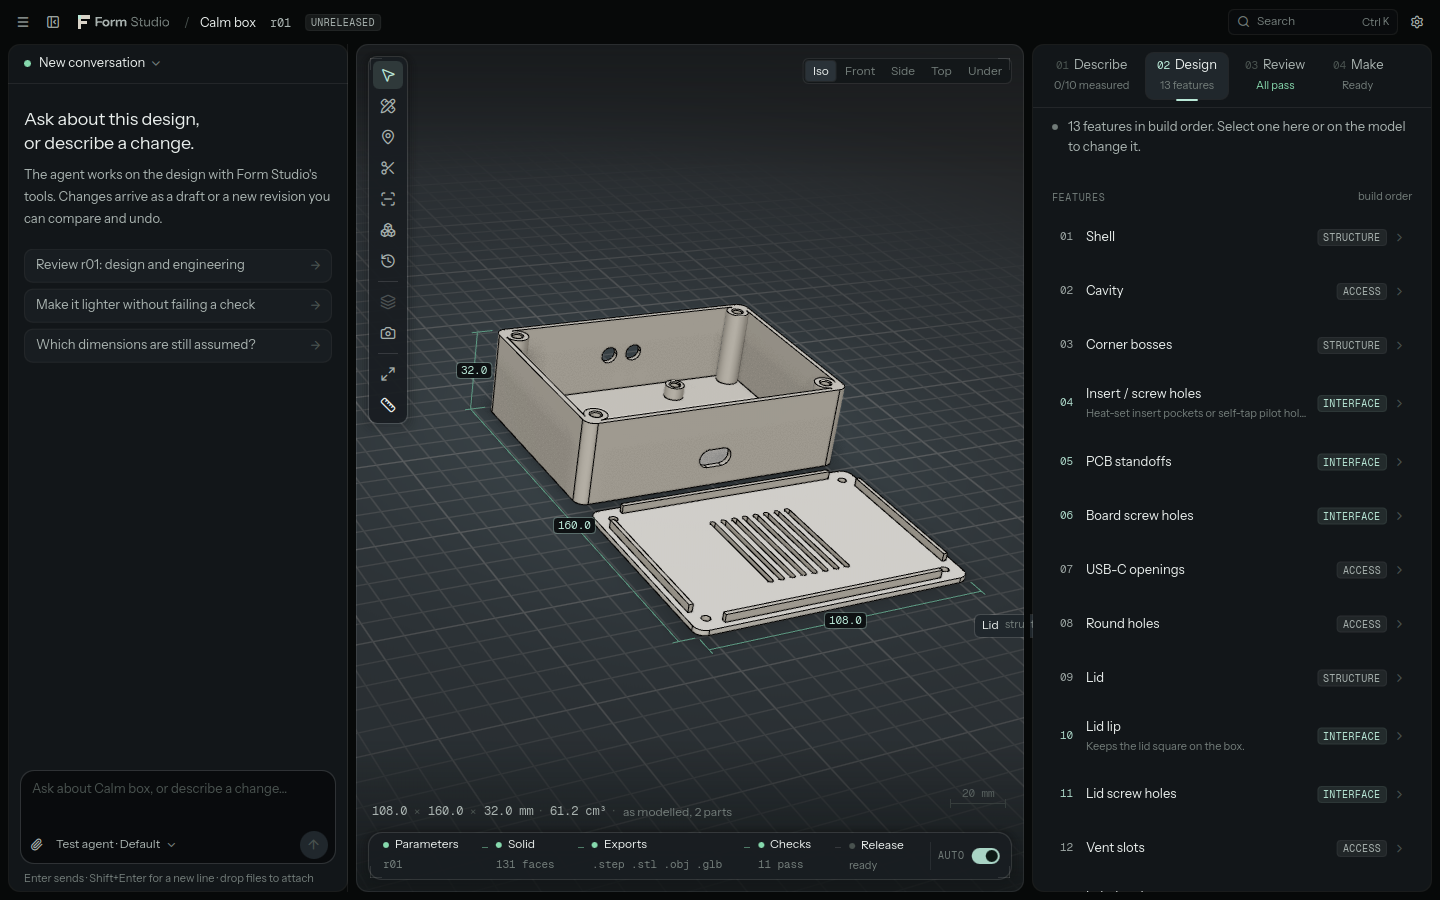 Form Studio / Calm box r01 UNRELEASED
Search Ctrl K
New conversation
Ask about this design,
or describe a change.
The agent works on the design with Form Studio's
tools. Changes arrive as a draft or a new revision you
can compare and undo.
Review r01: design and engineering
Make it lighter without failing a check
Which dimensions are still assumed?
Ask about Calm box, or describe a change...
Test agent · Default
Enter sends · Shift+Enter for a new line · drop files to attach
Iso Front Side Top Under
32.0
160.0
108.0
Lid
20 mm
108.0 × 160.0 × 32.0 mm · 61.2 cm³ · as modelled, 2 parts
Parameters
r01
Solid
131 faces
Exports
.step .stl .obj .glb
Checks
11 pass
Release
ready
AUTO
01 Describe
0/10 measured
02 Design
13 features
03 Review
All pass
04 Make
Ready
13 features in build order. Select one here or on the model
to change it.
FEATURES build order
01 Shell STRUCTURE
02 Cavity ACCESS
03 Corner bosses STRUCTURE
04 Insert / screw holes INTERFACE
Heat-set insert pockets or self-tap pilot hol...
05 PCB standoffs INTERFACE
06 Board screw holes INTERFACE
07 USB-C openings ACCESS
08 Round holes ACCESS
09 Lid STRUCTURE
10 Lid lip INTERFACE
Keeps the lid square on the box.
11 Lid screw holes INTERFACE
12 Vent slots ACCESS